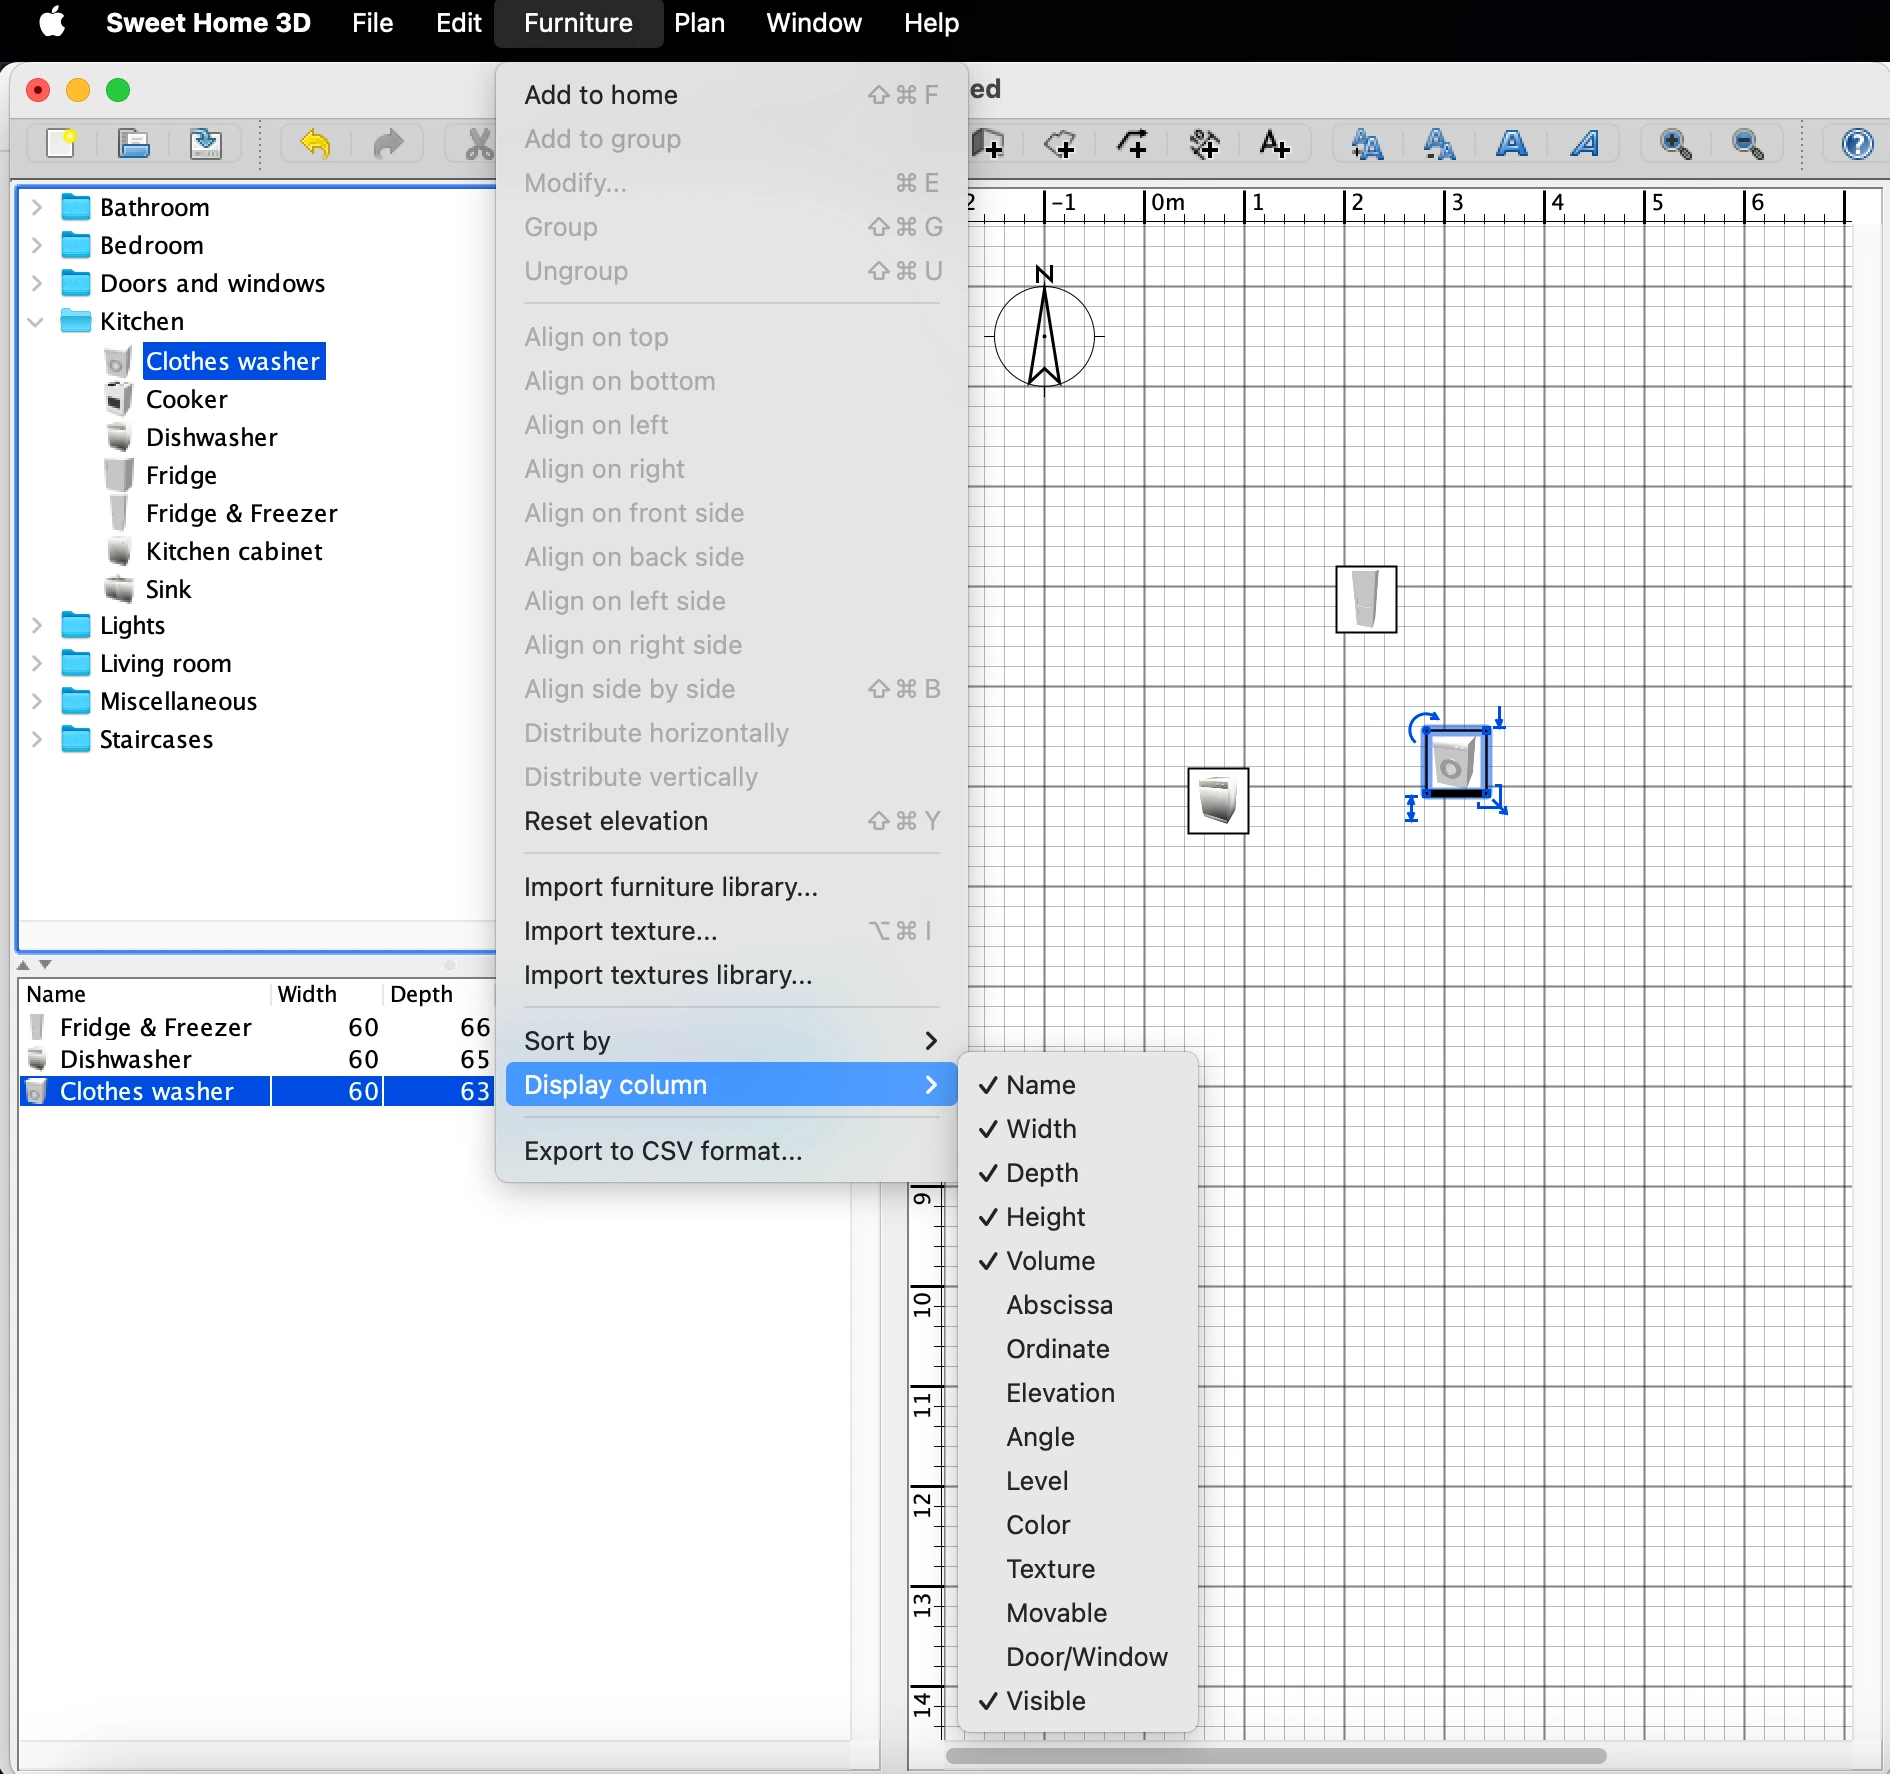 Sweet Home 3D File Edit Furniture Plan Window Help
ed
Add to home ⇧⌘F
Add to group
Modify... ⌘E
Group ⇧⌘G
Ungroup ⇧⌘U
Align on top
Align on bottom
Align on left
Align on right
Align on front side
Align on back side
Align on left side
Align on right side
Align side by side ⇧⌘B
Distribute horizontally
Distribute vertically
Reset elevation ⇧⌘Y
Import furniture library...
Import texture... ⌥⌘I
Import textures library...
Sort by
Display column
Export to CSV format...
✓ Name
✓ Width
✓ Depth
✓ Height
✓ Volume
Abscissa
Ordinate
Elevation
Angle
Level
Color
Texture
Movable
Door/Window
✓ Visible
Bathroom
Bedroom
Doors and windows
Kitchen
Clothes washer
Cooker
Dishwasher
Fridge
Fridge & Freezer
Kitchen cabinet
Sink
Lights
Living room
Miscellaneous
Staircases
Name Width Depth
Fridge & Freezer 60 66
Dishwasher 60 65
Clothes washer 60 63
2 -1 0m 1 2 3 4 5 6
N
9
10
11
12
13
14